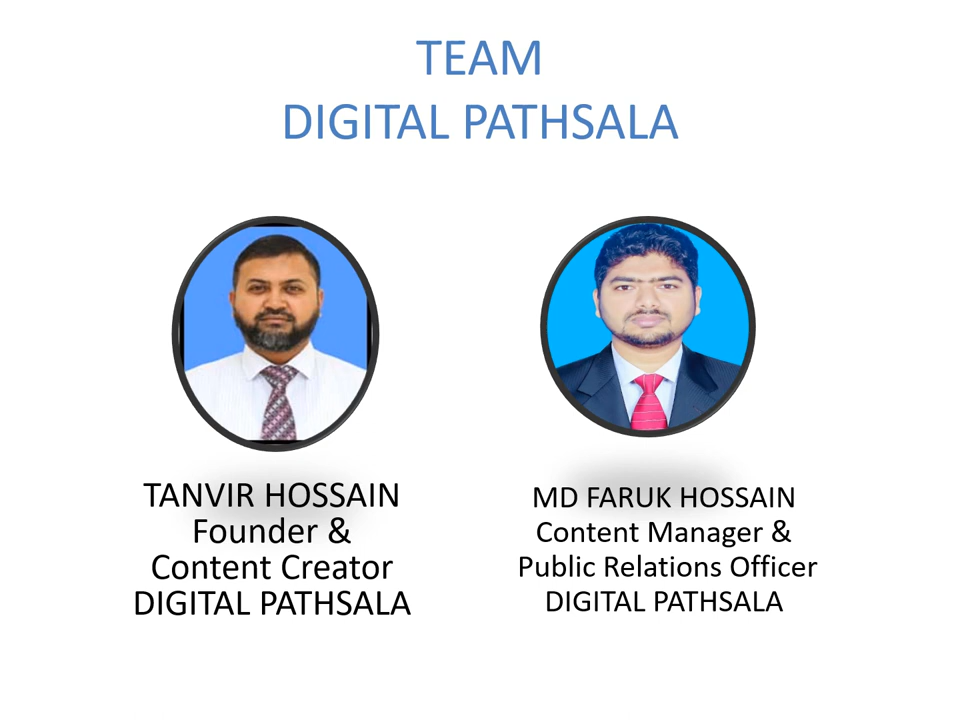 TEAM
DIGITAL PATHSALA
TANVIR HOSSAIN
Founder &
Content Creator
DIGITAL PATHSALA
MD FARUK HOSSAIN
Content Manager &
Public Relations Officer
DIGITAL PATHSALA